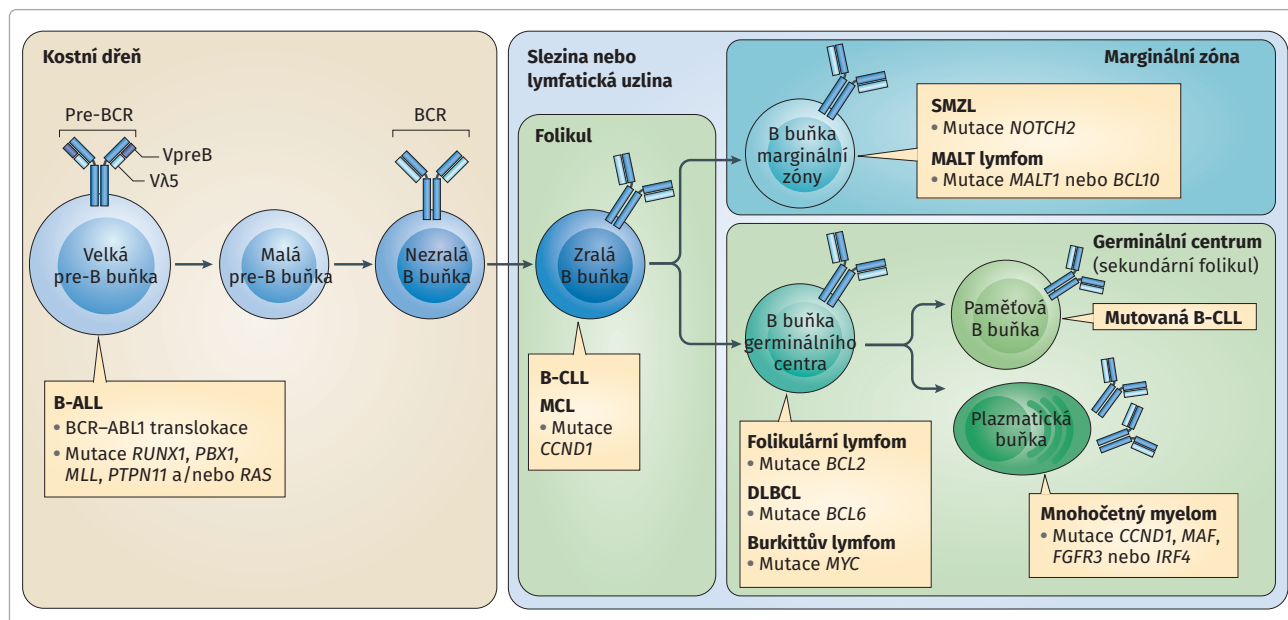 Kostní dřeň
Pre-BCR
VpreB
Vλ5
BCR
Velká
pre-B buňka
Malá
pre-B buňka
Nezralá
B buňka
B-ALL
• BCR–ABL1 translokace
• Mutace RUNX1, PBX1,
MLL, PTPN11 a/nebo RAS
Slezina nebo
lymfatická uzlina
Folikul
Zralá
B buňka
B-CLL
MCL
• Mutace
CCND1
Marginální zóna
B buňka
marginální
zóny
SMZL
• Mutace NOTCH2
MALT lymfom
• Mutace MALT1 nebo BCL10
Germinální centrum
(sekundární folikul)
B buňka
germinálního
centra
Folikulární lymfom
• Mutace BCL2
DLBCL
• Mutace BCL6
Burkittův lymfom
• Mutace MYC
Paměťová
B buňka
Mutovaná B-CLL
Plazmatická
buňka
Mnohočetný myelom
• Mutace CCND1, MAF,
FGFR3 nebo IRF4